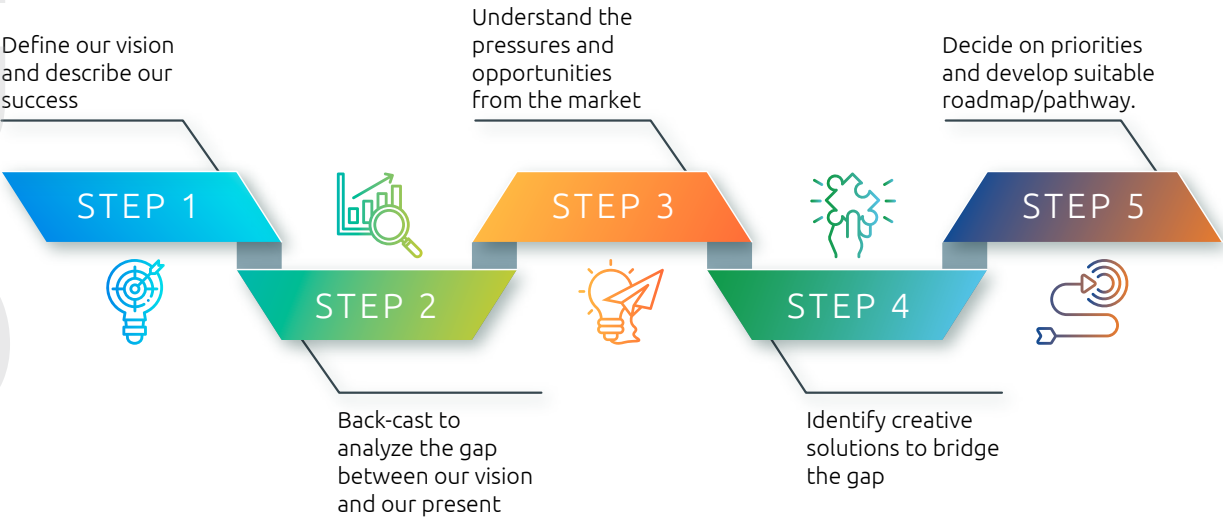 Define our vision
and describe our
success
STEP 1
STEP 2
Back-cast to
analyze the gap
between our vision
and our present
Understand the
pressures and
opportunities
from the market
STEP 3
STEP 4
Identify creative
solutions to bridge
the gap
Decide on priorities
and develop suitable
roadmap/pathway.
STEP 5